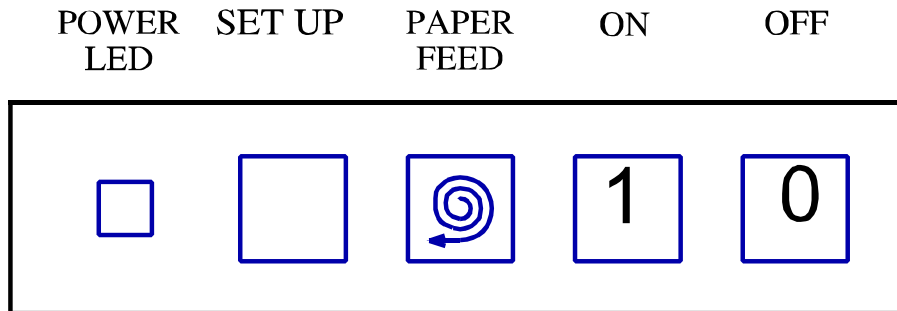 POWER LED
SET UP
PAPER FEED
ON
OFF
1
0